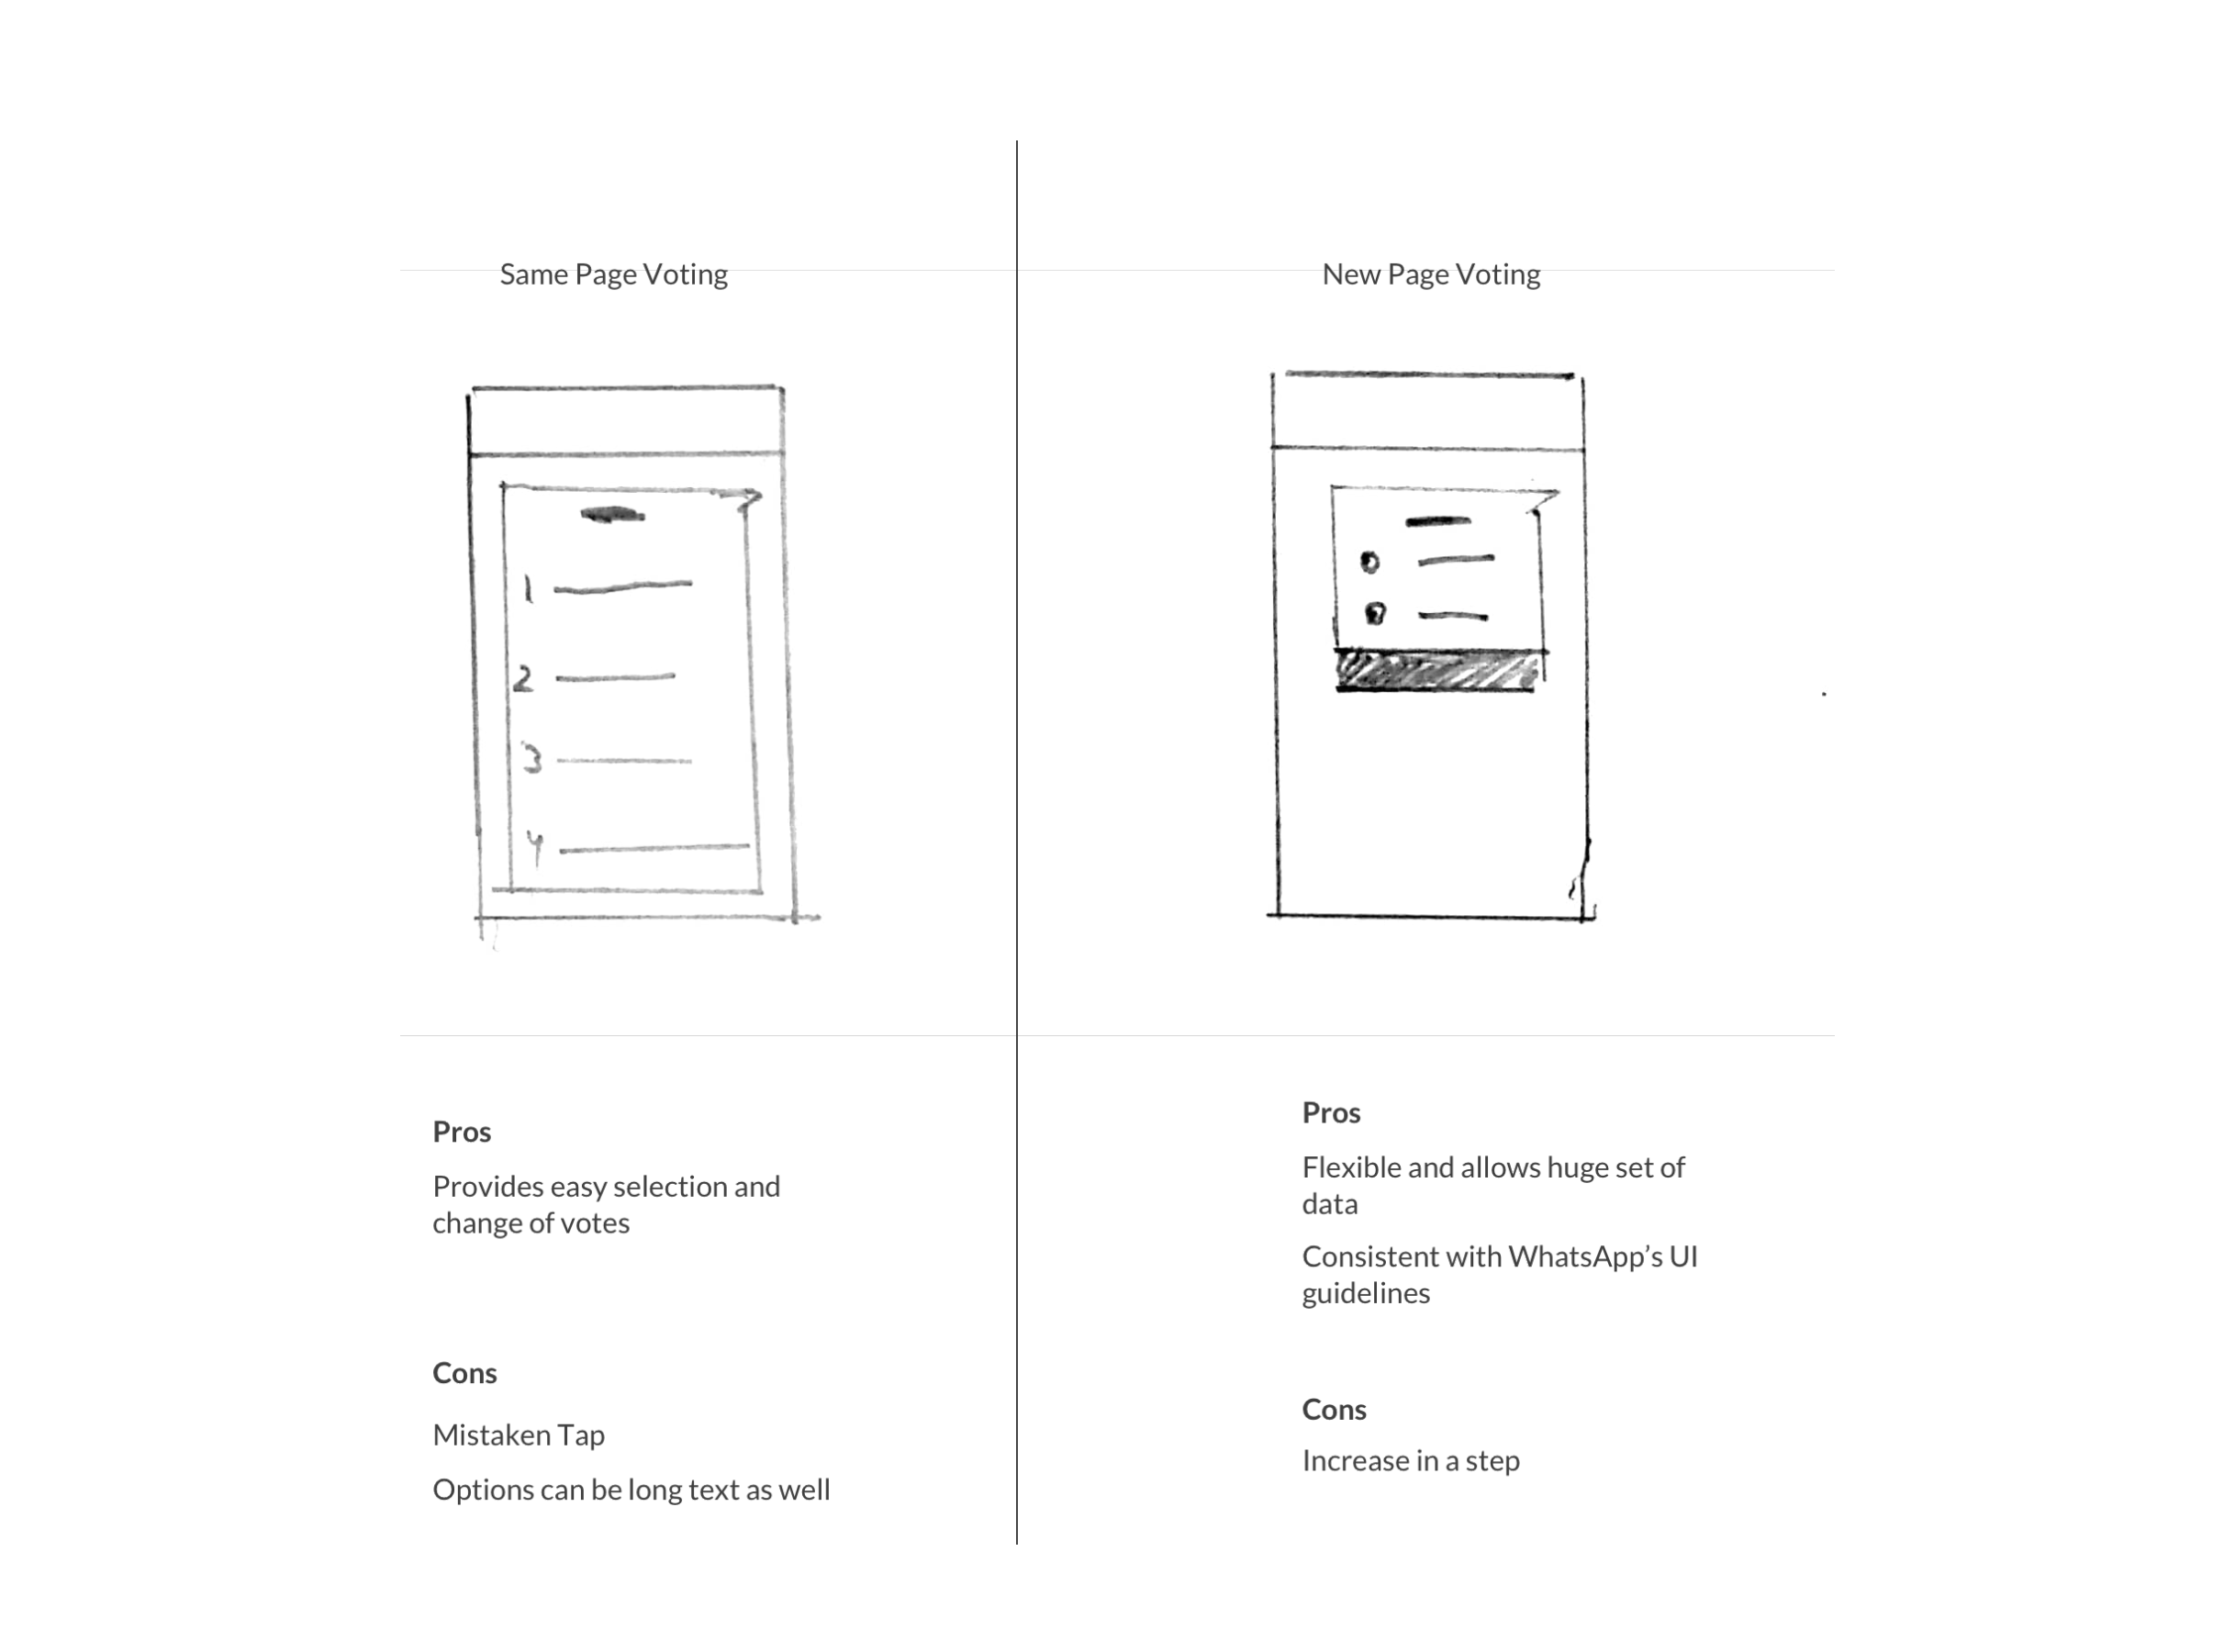 Same Page Voting
New Page Voting
1
2
3
4
Pros
Provides easy selection and
change of votes
Cons
Mistaken Tap
Options can be long text as well
Pros
Flexible and allows huge set of
data
Consistent with WhatsApp’s UI
guidelines
Cons
Increase in a step